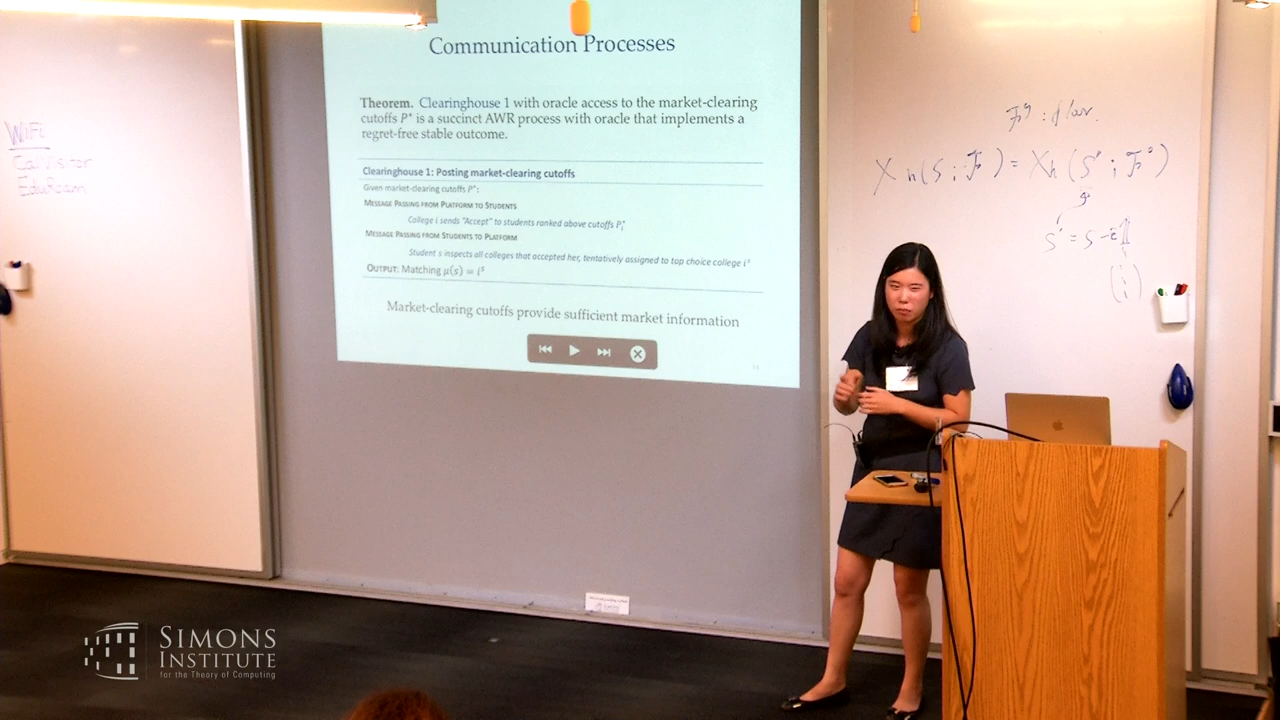 WiFi
CalVisitor
EduRoam
Communication Processes
Theorem. Clearinghouse 1 with oracle access to the market-clearing
cutoffs P* is a succinct AWR process with oracle that implements a
regret-free stable outcome.
Clearinghouse 1: Posting market-clearing cutoffs
Given market-clearing cutoffs P*:
MESSAGE PASSING FROM PLATFORM TO STUDENTS
College i sends "Accept" to students ranked above cutoffs P*i
MESSAGE PASSING FROM STUDENTS TO PLATFORM
Student s inspects all colleges that accepted her, tentatively assigned to top choice college iˢ
OUTPUT: Matching μ(s) = iˢ
Market-clearing cutoffs provide sufficient market information
SIMONS
INSTITUTE
for the Theory of Computing